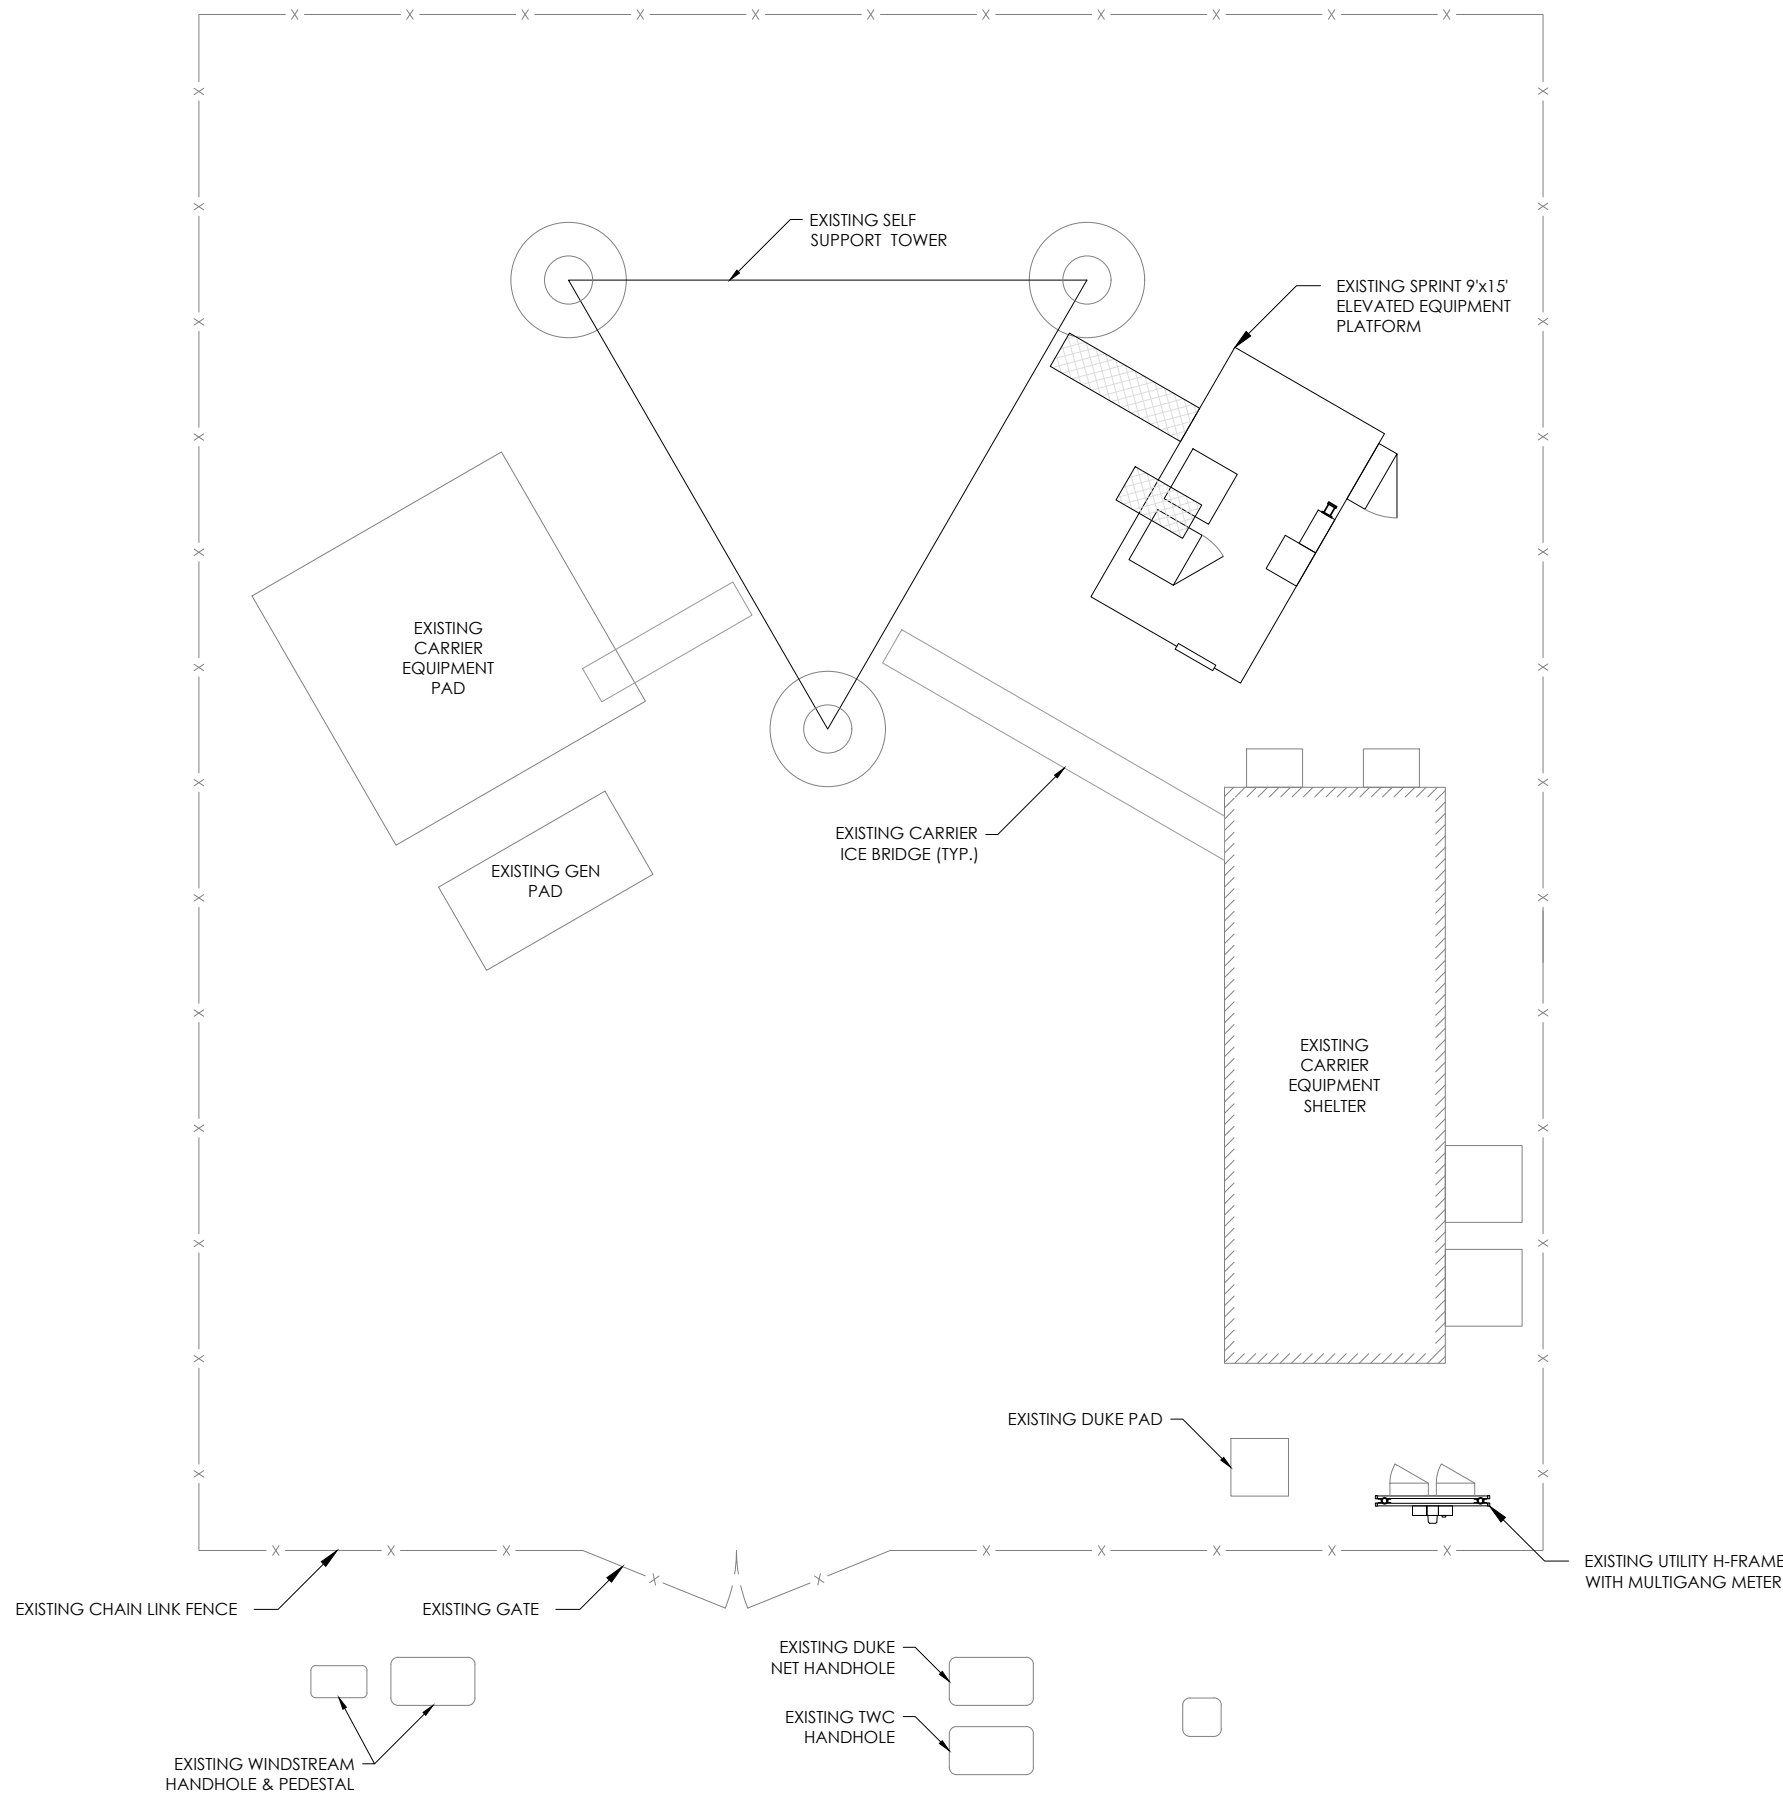 EXISTING SELF
SUPPORT TOWER
EXISTING SPRINT 9'x15'
ELEVATED EQUIPMENT
PLATFORM
EXISTING
CARRIER
EQUIPMENT
PAD
EXISTING CARRIER
ICE BRIDGE (TYP.)
EXISTING GEN
PAD
EXISTING
CARRIER
EQUIPMENT
SHELTER
EXISTING DUKE PAD
EXISTING UTILITY H-FRAME
WITH MULTIGANG METER
EXISTING CHAIN LINK FENCE
EXISTING GATE
EXISTING DUKE
NET HANDHOLE
EXISTING TWC
HANDHOLE
EXISTING WINDSTREAM
HANDHOLE & PEDESTAL